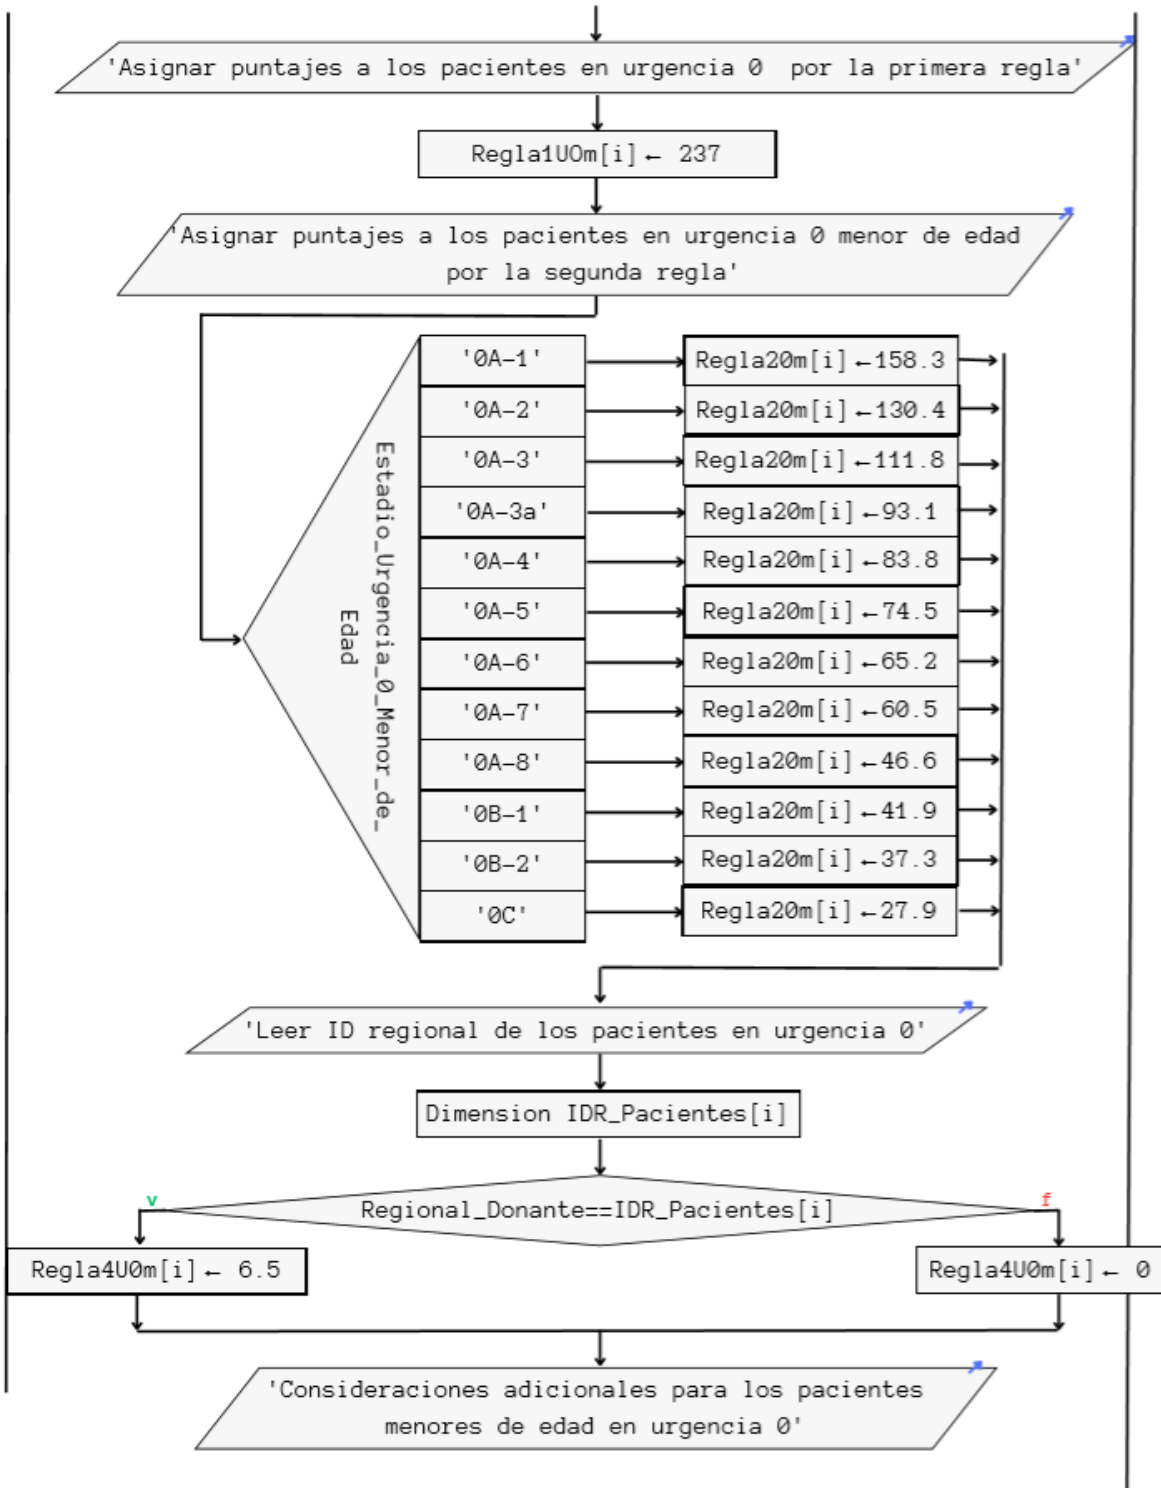 'Asignar puntajes a los pacientes en urgencia 0  por la primera regla'
Regla1UOm[i]← 237
'Asignar puntajes a los pacientes en urgencia 0 menor de edad
por la segunda regla'
Estadio_Urgencia_0_Menor_de_
Edad
'0A-1'
Regla20m[i]←158.3
'0A-2'
Regla20m[i]←130.4
'0A-3'
Regla20m[i]←111.8
'0A-3a'
Regla20m[i]←93.1
'0A-4'
Regla20m[i]←83.8
'0A-5'
Regla20m[i]←74.5
'0A-6'
Regla20m[i]←65.2
'0A-7'
Regla20m[i]←60.5
'0A-8'
Regla20m[i]←46.6
'0B-1'
Regla20m[i]←41.9
'0B-2'
Regla20m[i]←37.3
'0C'
Regla20m[i]←27.9
'Leer ID regional de los pacientes en urgencia 0'
Dimension IDR_Pacientes[i]
v
f
Regional_Donante==IDR_Pacientes[i]
Regla4U0m[i]← 6.5
Regla4U0m[i]← 0
'Consideraciones adicionales para los pacientes
menores de edad en urgencia 0'